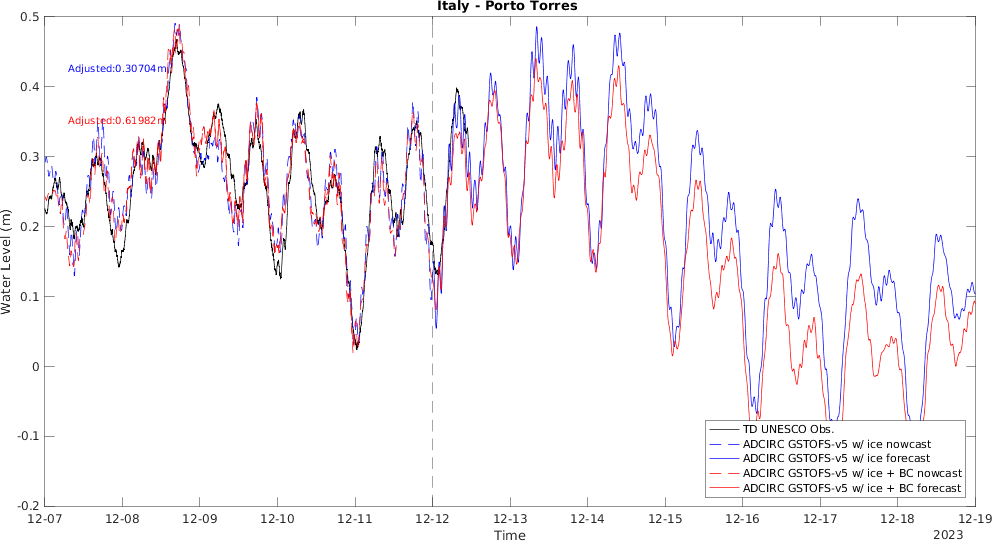 Italy - Porto Torres
0.5
0.4
0.3
0.2
0.1
0
-0.1
-0.2
Water Level (m)
Adjusted:0.30704m
Adjusted:0.61982m
TD UNESCO Obs.
ADCIRC GSTOFS-v5 w/ ice nowcast
ADCIRC GSTOFS-v5 w/ ice forecast
ADCIRC GSTOFS-v5 w/ ice + BC nowcast
ADCIRC GSTOFS-v5 w/ ice + BC forecast
12-07 12-08 12-09 12-10 12-11 12-12 12-13 12-14 12-15 12-16 12-17 12-18 12-19
Time
2023